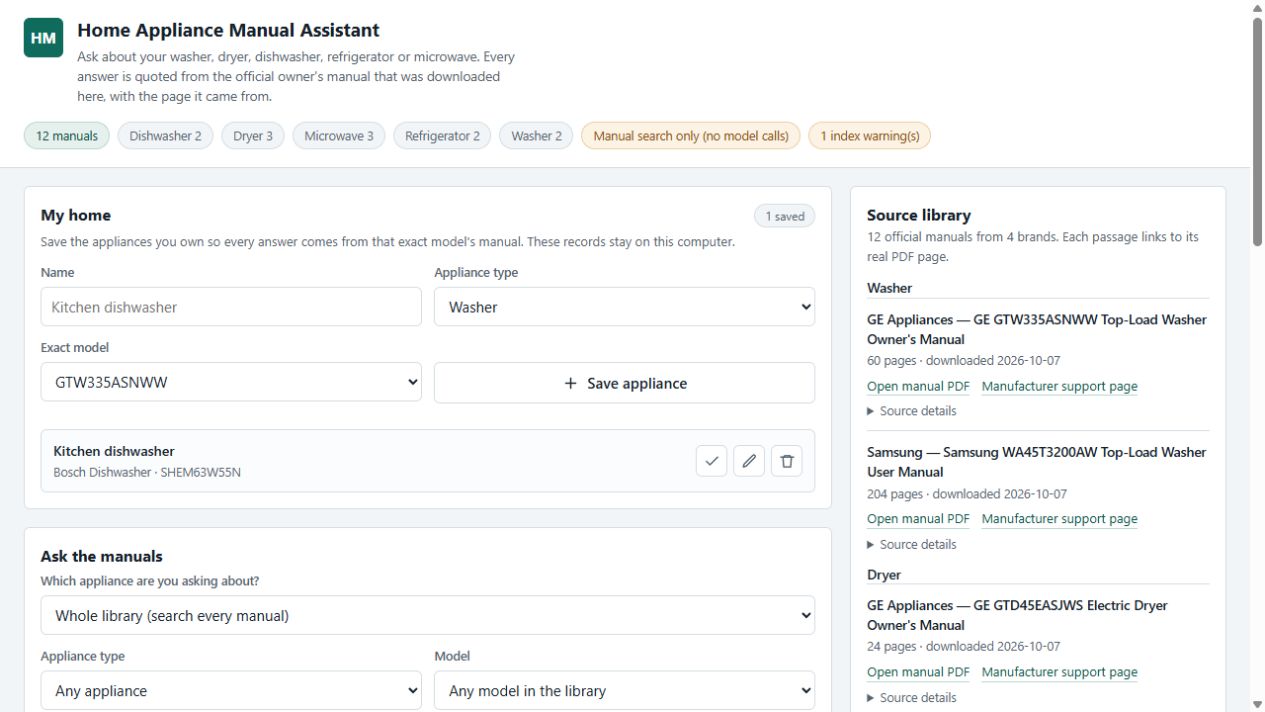 HM
Home Appliance Manual Assistant
Ask about your washer, dryer, dishwasher, refrigerator or microwave. Every
answer is quoted from the official owner's manual that was downloaded
here, with the page it came from.
12 manuals
Dishwasher 2
Dryer 3
Microwave 3
Refrigerator 2
Washer 2
Manual search only (no model calls)
1 index warning(s)
My home
1 saved
Save the appliances you own so every answer comes from that exact model's manual. These records stay on this computer.
Name
Appliance type
Kitchen dishwasher
Washer
Exact model
GTW335ASNWW
+ Save appliance
Kitchen dishwasher
Bosch Dishwasher · SHEM63W55N
Ask the manuals
Which appliance are you asking about?
Whole library (search every manual)
Appliance type
Model
Any appliance
Any model in the library
Source library
12 official manuals from 4 brands. Each passage links to its
real PDF page.
Washer
GE Appliances — GE GTW335ASNWW Top-Load Washer
Owner's Manual
60 pages · downloaded 2026-10-07
Open manual PDF
Manufacturer support page
Source details
Samsung — Samsung WA45T3200AW Top-Load Washer
User Manual
204 pages · downloaded 2026-10-07
Open manual PDF
Manufacturer support page
Source details
Dryer
GE Appliances — GE GTD45EASJWS Electric Dryer
Owner's Manual
24 pages · downloaded 2026-10-07
Open manual PDF
Manufacturer support page
Source details